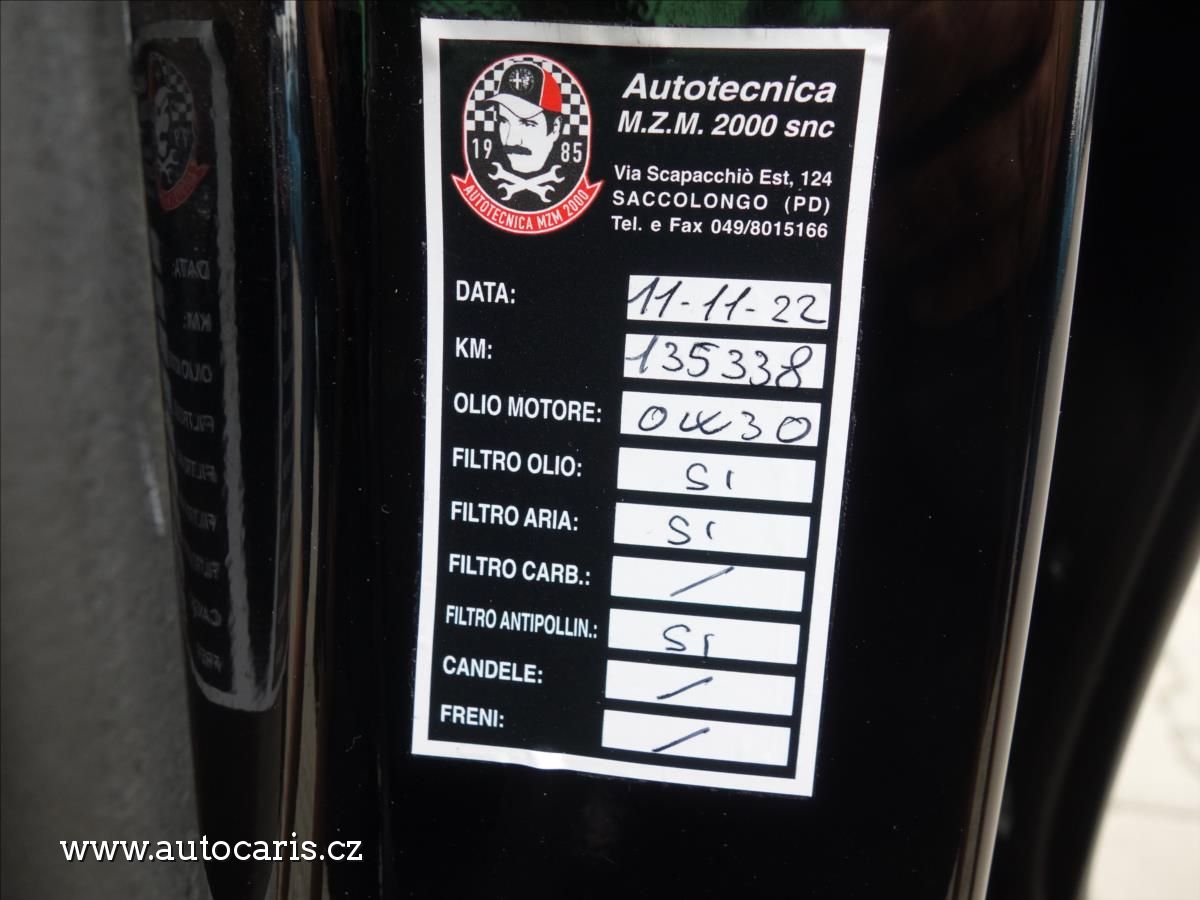 Autotecnica
M.Z.M. 2000 snc
19 85
AUTOTECNICA MZM 2000
Via Scapacchiò Est, 124
SACCOLONGO (PD)
Tel. e Fax 049/8015166
DATA: 11-11-22
KM: 135338
OLIO MOTORE: 0W30
FILTRO OLIO: SI
FILTRO ARIA: SI
FILTRO CARB.: /
FILTRO ANTIPOLLIN.: SI
CANDELE: /
FRENI: /
www.autocaris.cz